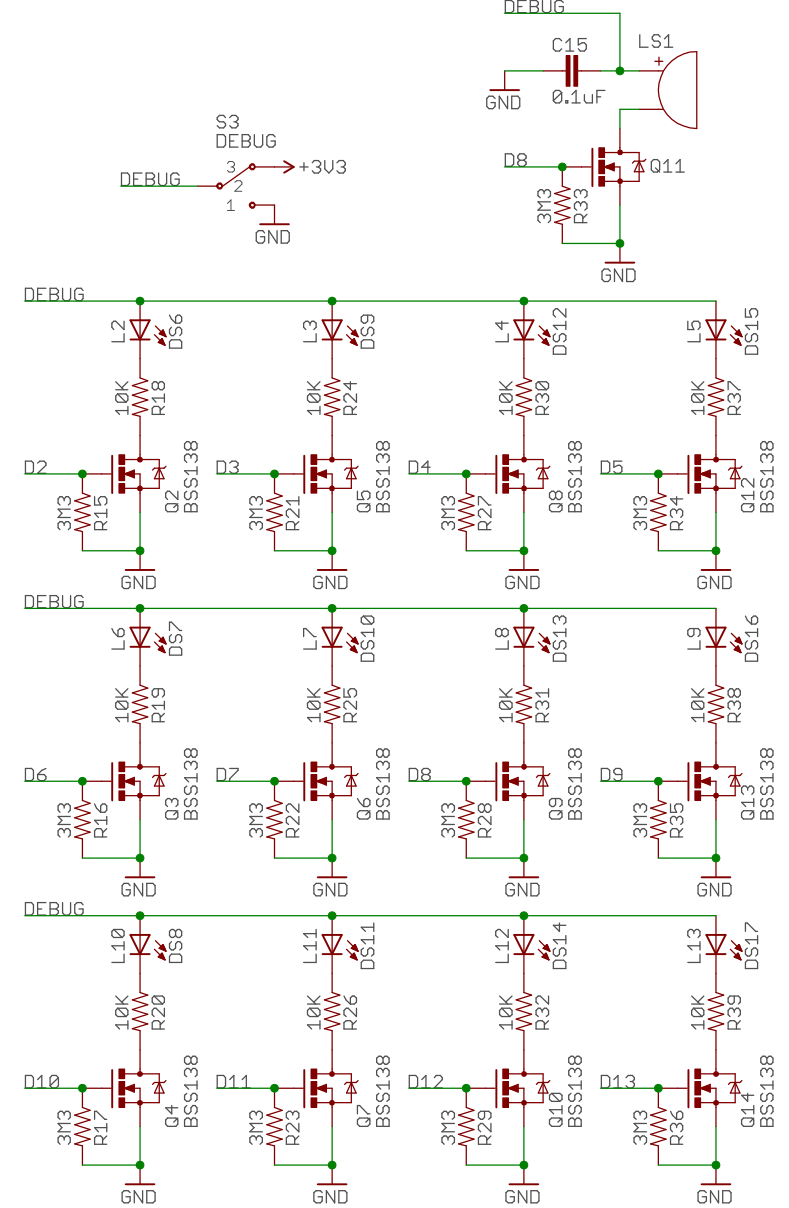 DEBUG
C15
LS1
+
0.1uF
GND
S3
DEBUG
3
+3V3
DEBUG
2
1
GND
D8
3M3
R33
Q11
GND
DEBUG
L2
DS6
L3
DS9
L4
DS12
L5
DS15
10K
R18
10K
R24
10K
R30
10K
R37
D2
3M3
R15
Q2
BSS138
D3
3M3
R21
Q5
BSS138
D4
3M3
R27
Q8
BSS138
D5
3M3
R34
Q12
BSS138
GND
GND
GND
GND
DEBUG
L6
DS7
L7
DS10
L8
DS13
L9
DS16
10K
R19
10K
R25
10K
R31
10K
R38
D6
3M3
R16
Q3
BSS138
D7
3M3
R22
Q6
BSS138
D8
3M3
R28
Q9
BSS138
D9
3M3
R35
Q13
BSS138
GND
GND
GND
GND
DEBUG
L10
DS8
L11
DS11
L12
DS14
L13
DS17
10K
R20
10K
R26
10K
R32
10K
R39
D10
3M3
R17
Q4
BSS138
D11
3M3
R23
Q7
BSS138
D12
3M3
R29
Q10
BSS138
D13
3M3
R36
Q14
BSS138
GND
GND
GND
GND